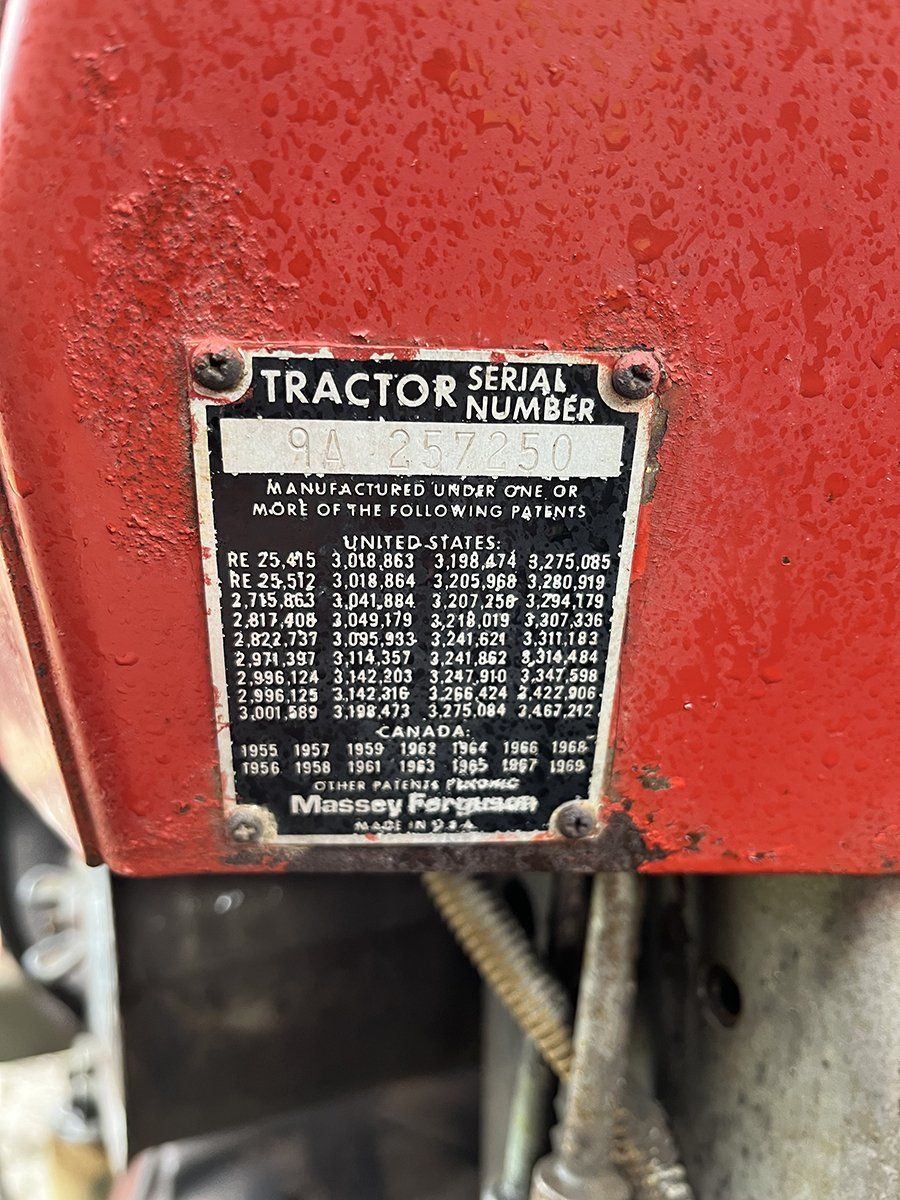 TRACTOR SERIAL NUMBER
9A 257250
MANUFACTURED UNDER ONE OR
MORE OF THE FOLLOWING PATENTS
UNITED STATES:
RE 25,415 3,018,863 3,198,474 3,275,085
RE 25,512 3,018,864 3,205,968 3,280,919
2,715,863 3,041,884 3,207,258 3,294,179
2,817,408 3,049,179 3,218,019 3,307,336
2,822,737 3,095,933 3,241,621 3,311,183
2,971,397 3,114,357 3,241,862 3,314,484
2,996,124 3,142,203 3,247,910 3,347,598
2,996,125 3,142,316 3,266,424 3,422,906
3,001,589 3,198,473 3,275,084 3,467,212
CANADA:
1955 1957 1959 1962 1964 1966 1968
1956 1958 1961 1963 1965 1967 1969
OTHER PATENTS PENDING
Massey Ferguson
MADE IN U.S.A.